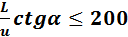 L/u ctgα ≤ 200